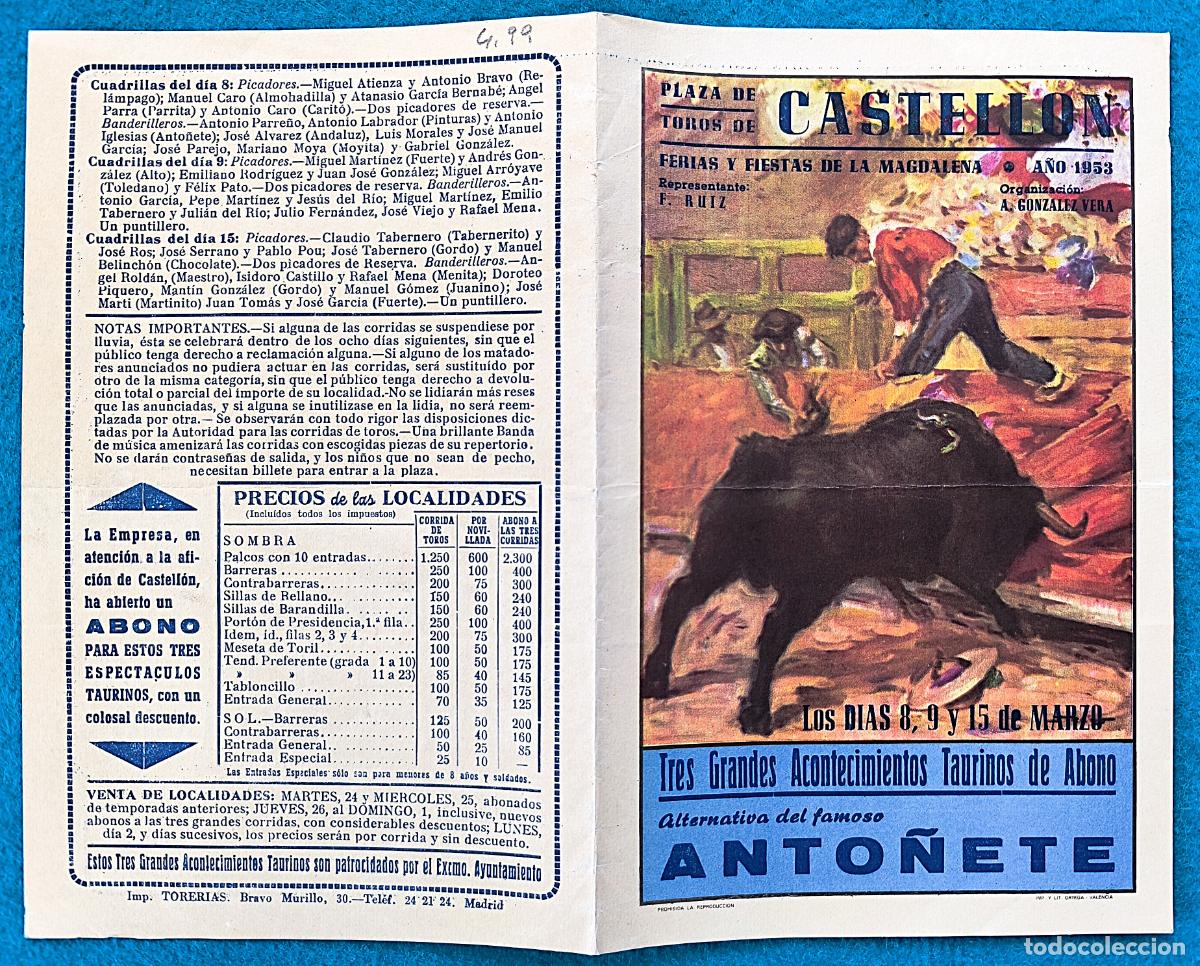 4,99
Cuadrillas del día 8: Picadores.—Miguel Atienza y Antonio Bravo (Re-
lámpago); Manuel Caro (Almohadilla) y Atanasio García Bernabé; Angel
Parra (Parrita) y Antonio Caro (Caritó).—Dos picadores de reserva.—
Banderilleros.—Antonio Parreño, Antonio Labrador (Pinturas) y Antonio
Iglesias (Antoñete); José Alvarez (Andaluz), Luis Morales y José Manuel
García; José Parejo, Mariano Moya (Moyita) y Gabriel González.
Cuadrillas del día 9: Picadores.—Miguel Martínez (Fuerte) y Andrés Gon-
zález (Alto); Emiliano Rodríguez y Juan José González; Miguel Arróyave
(Toledano) y Félix Pato.—Dos picadores de reserva. Banderilleros.—An-
tonio García, Pepe Martínez y Jesús del Río; Miguel Martínez, Emilio
Tabernero y Julián del Río; Julio Fernández, José Viejo y Rafael Mena.
Un puntillero.
Cuadrillas del día 15: Picadores.—Claudio Tabernero (Tabernerito) y
José Ros; José Serrano y Pablo Pou; José Tabernero (Gordo) y Manuel
Belinchón (Chocolate).—Dos picadores de Reserva. Banderilleros.—An-
gel Roldán, (Maestro), Isidoro Castillo y Rafael Mena (Menita); Doroteo
Piquero, Mantín González (Gordo) y Manuel Gómez (Juanino); José
Marti (Martinito) Juan Tomás y José García (Fuerte).—Un puntillero.
NOTAS IMPORTANTES.—Si alguna de las corridas se suspendiese por
lluvia, ésta se celebrará dentro de los ocho días siguientes, sin que el
público tenga derecho a reclamación alguna.—Si alguno de los matado-
res anunciados no pudiera actuar en las corridas, será sustituído por
otro de la misma categoría, sin que el público tenga derecho a devolu-
ción total o parcial del importe de su localidad.-No se lidiarán más reses
que las anunciadas, y si alguna se inutilizase en la lidia, no será reem-
plazada por otra.—Se observarán con todo rigor las disposiciones dic-
tadas por la Autoridad para las corridas de toros.—Una brillante Banda
de música amenizará las corridas con escogidas piezas de su repertorio.
No se darán contraseñas de salida, y los niños que no sean de pecho,
necesitan billete para entrar a la plaza.
La Empresa, en
atención a la afi-
ción de Castellón,
ha abierto un
ABONO
PARA ESTOS TRES
ESPECTACULOS
TAURINOS, con un
colosal descuento.
PRECIOS de las LOCALIDADES
(Incluídos todos los impuestos)
SOMBRA CORRIDA DE TOROS POR NOVI-LLADA ABONO A LAS TRES CORRIDAS
Palcos con 10 entradas....... 1.250 600 2.300
Barreras 250 100 400
Contrabarreras 200 75 300
Sillas de Rellano 150 60 240
Sillas de Barandilla 150 60 240
Portón de Presidencia, 1.ª fila.. 250 100 400
Idem, íd., filas 2, 3 y 4 200 75 300
Meseta de Toril 100 50 175
Tend. Preferente (grada 1 a 10) 100 50 175
» » » 11 a 23) 85 40 145
Tabloncillo 100 50 175
Entrada General 70 35 125
SOL.—Barreras 125 50 200
Contrabarreras 100 40 160
Entrada General 50 25 85
Entrada Especial 25 10 —
Las Entradas Especiales sólo son para menores de 8 años y soldados.
VENTA DE LOCALIDADES: MARTES, 24 y MIERCOLES, 25, abonados
de temporadas anteriores; JUEVES, 26, al DOMINGO, 1, inclusive, nuevos
abonos a las tres grandes corridas, con considerables descuentos; LUNES,
día 2, y días sucesivos, los precios serán por corrida y sin descuento.
Estos Tres Grandes Acontecimientos Taurinos son patrocidados por el Excmo. Ayuntamiento
Imp. TORERIAS. Bravo Murillo, 30.—Teléf. 24 21 24. Madrid
PLAZA DE
TOROS DE
CASTELLON
FERIAS Y FIESTAS DE LA MAGDALENA AÑO 1953
Representante:
F. RUIZ
Organización:
A. GONZALEZ VERA
Los DIAS 8, 9 y 15 de MARZO
Tres Grandes Acontecimientos Taurinos de Abono
Alternativa del famoso
ANTOÑETE
PROHIBIDA LA REPRODUCCION
IMP. Y LIT. ORTEGA - VALENCIA
todocoleccion